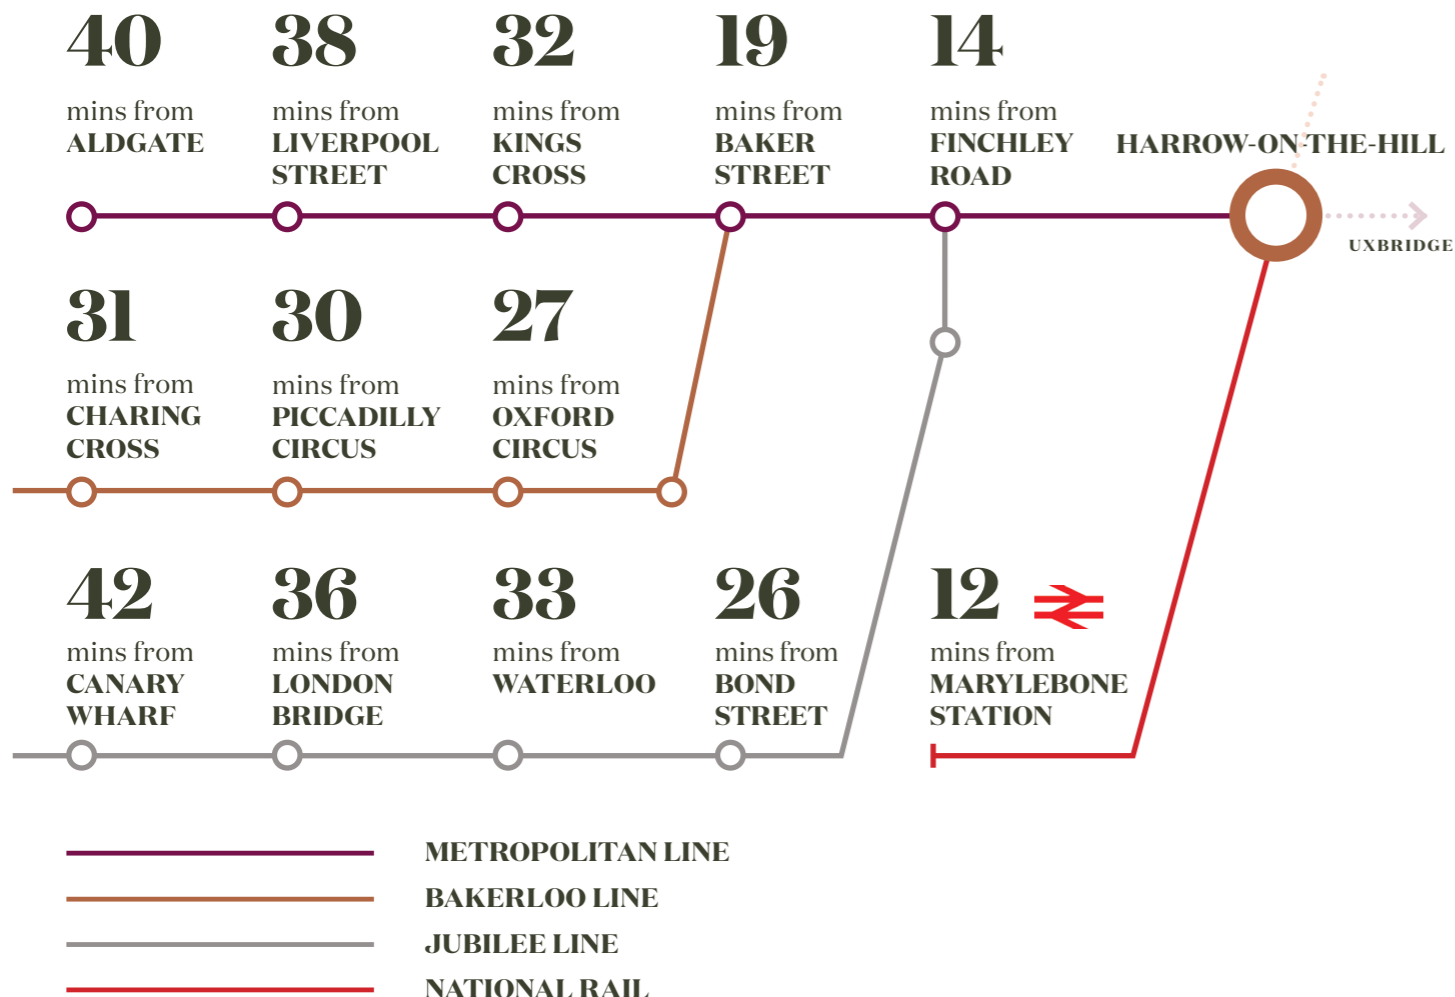 40
mins from
ALDGATE
38
mins from
LIVERPOOL
STREET
32
mins from
KINGS
CROSS
19
mins from
BAKER
STREET
14
mins from
FINCHLEY
ROAD
HARROW-ON-THE-HILL
UXBRIDGE
31
mins from
CHARING
CROSS
30
mins from
PICCADILLY
CIRCUS
27
mins from
OXFORD
CIRCUS
42
mins from
CANARY
WHARF
36
mins from
LONDON
BRIDGE
33
mins from
WATERLOO
26
mins from
BOND
STREET
12
mins from
MARYLEBONE
STATION
METROPOLITAN LINE
BAKERLOO LINE
JUBILEE LINE
NATIONAL RAIL